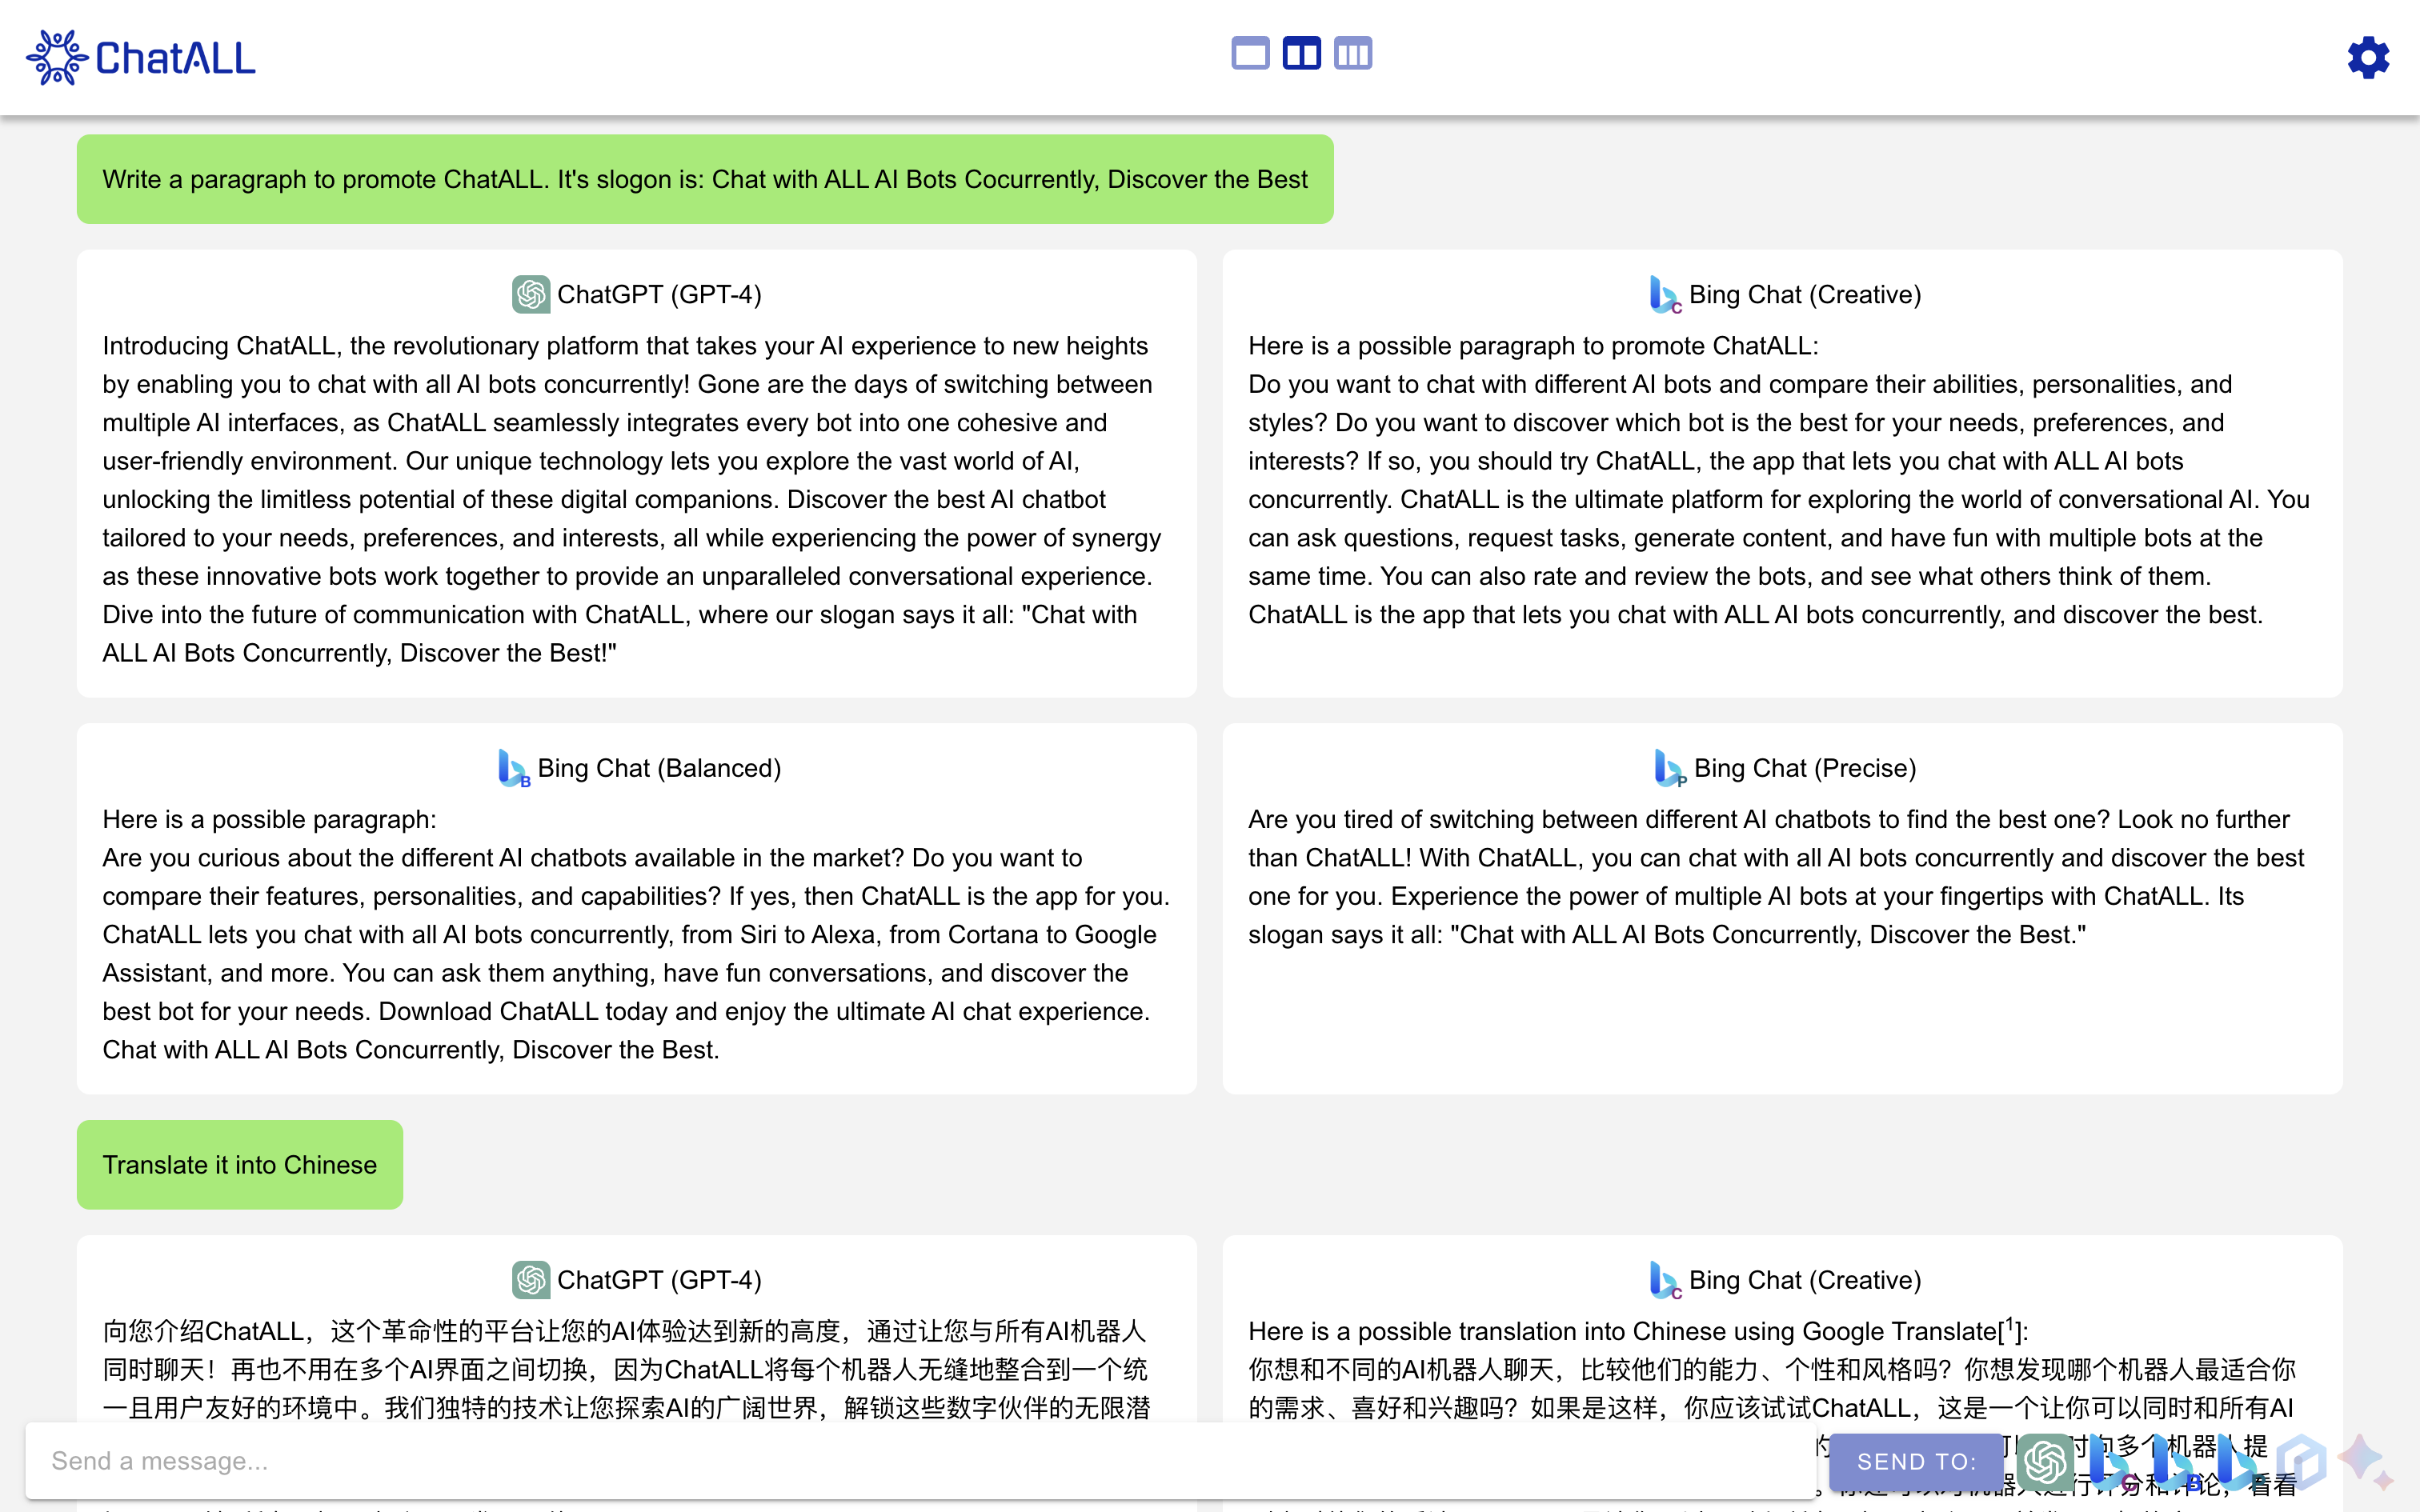 ChatALL
Write a paragraph to promote ChatALL. It's slogon is: Chat with ALL AI Bots Cocurrently, Discover the Best
ChatGPT (GPT-4)
Introducing ChatALL, the revolutionary platform that takes your AI experience to new heights
by enabling you to chat with all AI bots concurrently! Gone are the days of switching between
multiple AI interfaces, as ChatALL seamlessly integrates every bot into one cohesive and
user-friendly environment. Our unique technology lets you explore the vast world of AI,
unlocking the limitless potential of these digital companions. Discover the best AI chatbot
tailored to your needs, preferences, and interests, all while experiencing the power of synergy
as these innovative bots work together to provide an unparalleled conversational experience.
Dive into the future of communication with ChatALL, where our slogan says it all: "Chat with
ALL AI Bots Concurrently, Discover the Best!"
Bing Chat (Creative)
Here is a possible paragraph to promote ChatALL:
Do you want to chat with different AI bots and compare their abilities, personalities, and
styles? Do you want to discover which bot is the best for your needs, preferences, and
interests? If so, you should try ChatALL, the app that lets you chat with ALL AI bots
concurrently. ChatALL is the ultimate platform for exploring the world of conversational AI. You
can ask questions, request tasks, generate content, and have fun with multiple bots at the
same time. You can also rate and review the bots, and see what others think of them.
ChatALL is the app that lets you chat with ALL AI bots concurrently, and discover the best.
Bing Chat (Balanced)
Here is a possible paragraph:
Are you curious about the different AI chatbots available in the market? Do you want to
compare their features, personalities, and capabilities? If yes, then ChatALL is the app for you.
ChatALL lets you chat with all AI bots concurrently, from Siri to Alexa, from Cortana to Google
Assistant, and more. You can ask them anything, have fun conversations, and discover the
best bot for your needs. Download ChatALL today and enjoy the ultimate AI chat experience.
Chat with ALL AI Bots Concurrently, Discover the Best.
Bing Chat (Precise)
Are you tired of switching between different AI chatbots to find the best one? Look no further
than ChatALL! With ChatALL, you can chat with all AI bots concurrently and discover the best
one for you. Experience the power of multiple AI bots at your fingertips with ChatALL. Its
slogan says it all: "Chat with ALL AI Bots Concurrently, Discover the Best."
Translate it into Chinese
ChatGPT (GPT-4)
向您介绍ChatALL，这个革命性的平台让您的AI体验达到新的高度，通过让您与所有AI机器人
同时聊天！再也不用在多个AI界面之间切换，因为ChatALL将每个机器人无缝地整合到一个统
一且用户友好的环境中。我们独特的技术让您探索AI的广阔世界，解锁这些数字伙伴的无限潜
Bing Chat (Creative)
Here is a possible translation into Chinese using Google Translate[1]:
你想和不同的AI机器人聊天，比较他们的能力、个性和风格吗？你想发现哪个机器人最适合你
的需求、喜好和兴趣吗？如果是这样，你应该试试ChatALL，这是一个让你可以同时和所有AI
Send a message...
SEND TO: